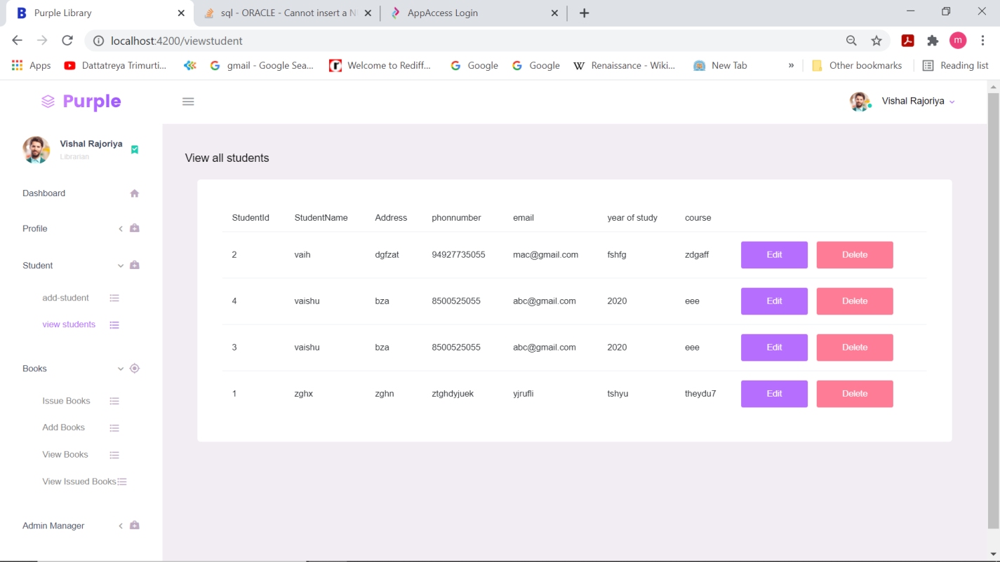 Purple Library
sql - ORACLE - Cannot insert a N
AppAccess Login
localhost:4200/viewstudent
m
Apps
Dattatreya Trimurti...
gmail - Google Sea...
Welcome to Rediff...
Google
Google
Renaissance - Wiki...
New Tab
»
Other bookmarks
Reading list
Purple
Vishal Rajoriya
Vishal Rajoriya
Librarian
Dashboard
Profile
Student
add-student
view students
Books
Issue Books
Add Books
View Books
View Issued Books
Admin Manager
View all students
StudentId StudentName Address phonnumber email year of study course
2 vaih dgfzat 94927735055 mac@gmail.com fshfg zdgaff Edit Delete
4 vaishu bza 8500525055 abc@gmail.com 2020 eee Edit Delete
3 vaishu bza 8500525055 abc@gmail.com 2020 eee Edit Delete
1 zghx zghn ztghdyjuek yjrufli tshyu theydu7 Edit Delete